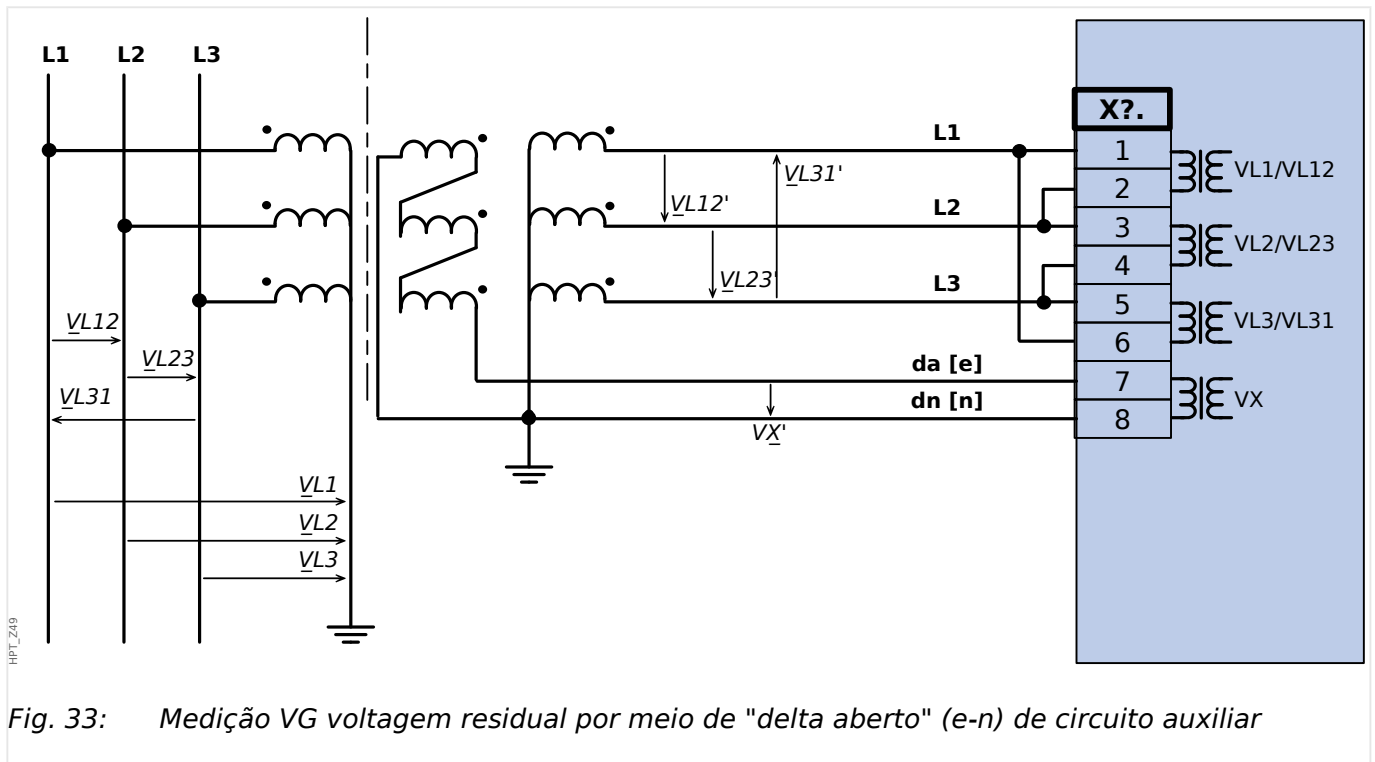 L1 L2 L3
X?.
L1
1
VL31'
VL1/VL12
2
VL12'
L2
3
VL2/VL23
4
VL23'
L3
5
VL12
VL3/VL31
6
VL23
da [e]
7
VL31
dn [n]
VX
8
VX'
VL1
VL2
VL3
HPT_Z49
Fig. 33: Medição VG voltagem residual por meio de "delta aberto" (e-n) de circuito auxiliar